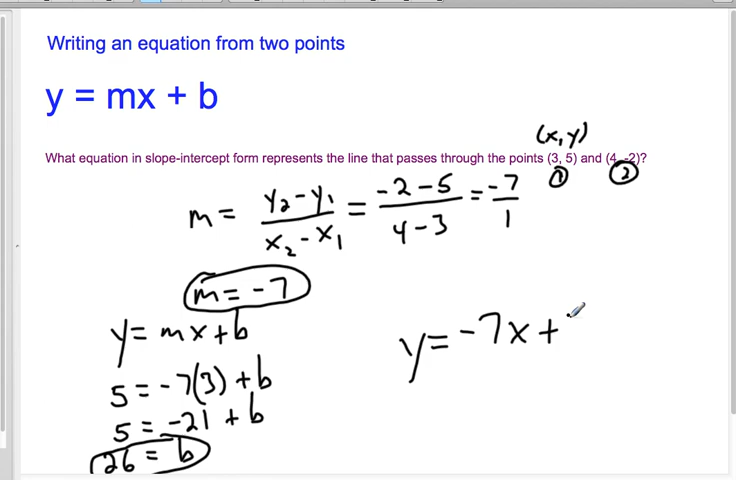 Writing an equation from two points
y = mx + b
(x, y)
What equation in slope-intercept form represents the line that passes through the points (3, 5) and (4, -2)?
① ②
m = y₂ - y₁ / x₂ - x₁ = -2 - 5 / 4 - 3 = -7 / 1
m = -7
y = mx + b
5 = -7(3) + b
5 = -21 + b
26 = b
y = -7x +